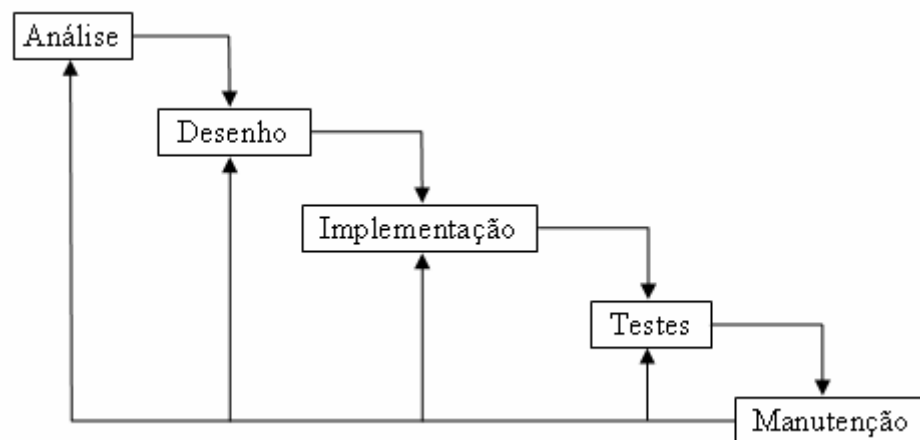 Análise
Desenho
Implementação
Testes
Manutenção